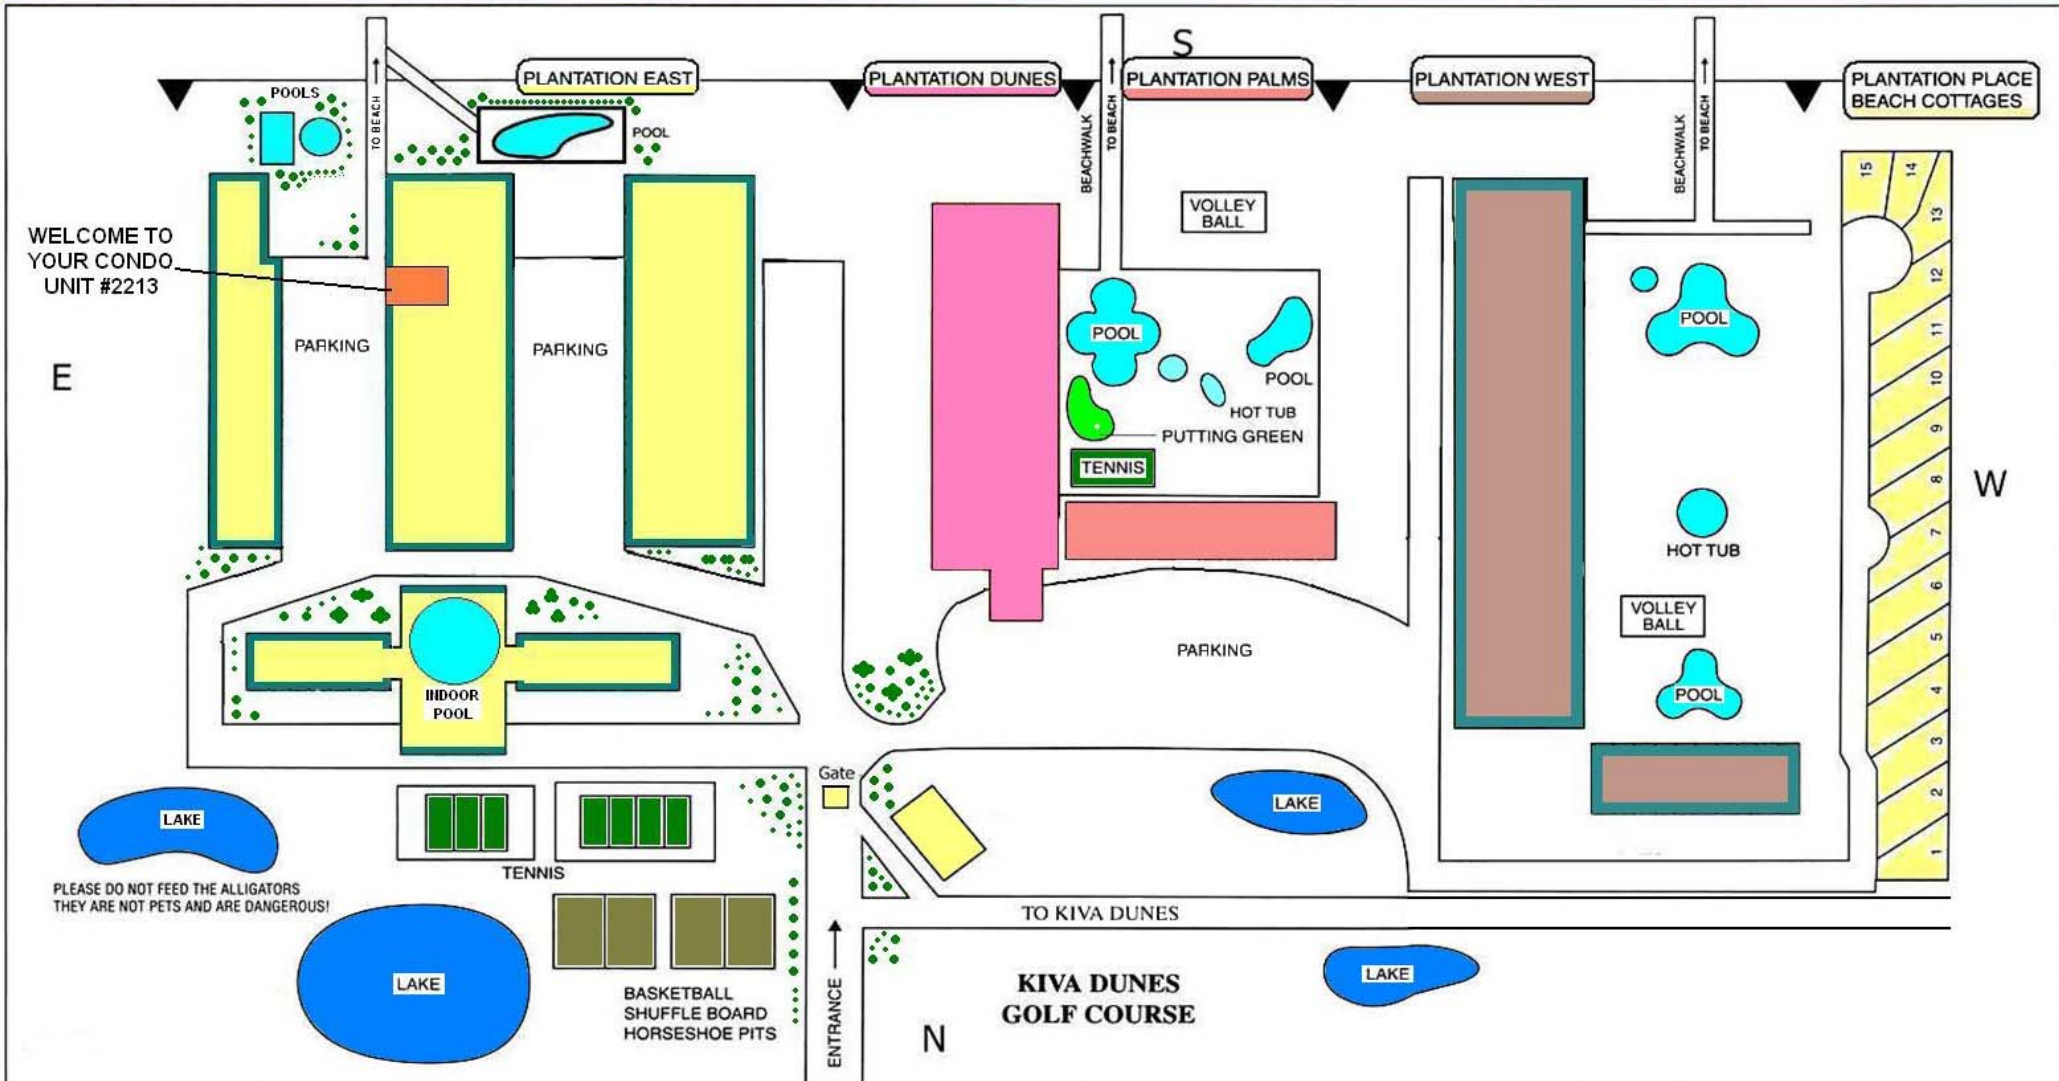 S
PLANTATION EAST
PLANTATION DUNES
PLANTATION PALMS
PLANTATION WEST
PLANTATION PLACE
BEACH COTTAGES
POOLS
TO BEACH
POOL
BEACHWALK
TO BEACH
BEACHWALK
TO BEACH
VOLLEY
BALL
WELCOME TO
YOUR CONDO
UNIT #2213
PARKING
PARKING
E
POOL
POOL
HOT TUB
PUTTING GREEN
TENNIS
POOL
HOT TUB
VOLLEY
BALL
POOL
15
14
13
12
11
10
9
8
7
6
5
4
3
2
1
W
PARKING
INDOOR
POOL
Gate
LAKE
LAKE
TENNIS
PLEASE DO NOT FEED THE ALLIGATORS
THEY ARE NOT PETS AND ARE DANGEROUS!
LAKE
BASKETBALL
SHUFFLE BOARD
HORSESHOE PITS
ENTRANCE
TO KIVA DUNES
KIVA DUNES
GOLF COURSE
LAKE
N